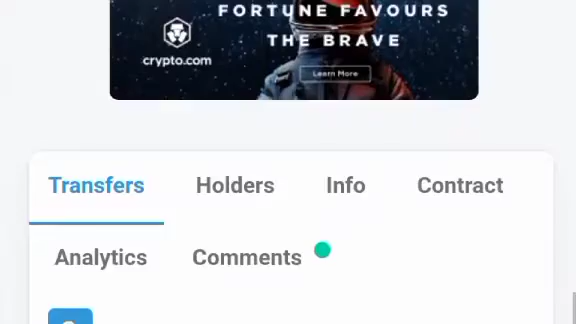 FORTUNE FAVOURS
THE BRAVE
crypto.com
Learn More
Transfers Holders Info Contract
Analytics Comments